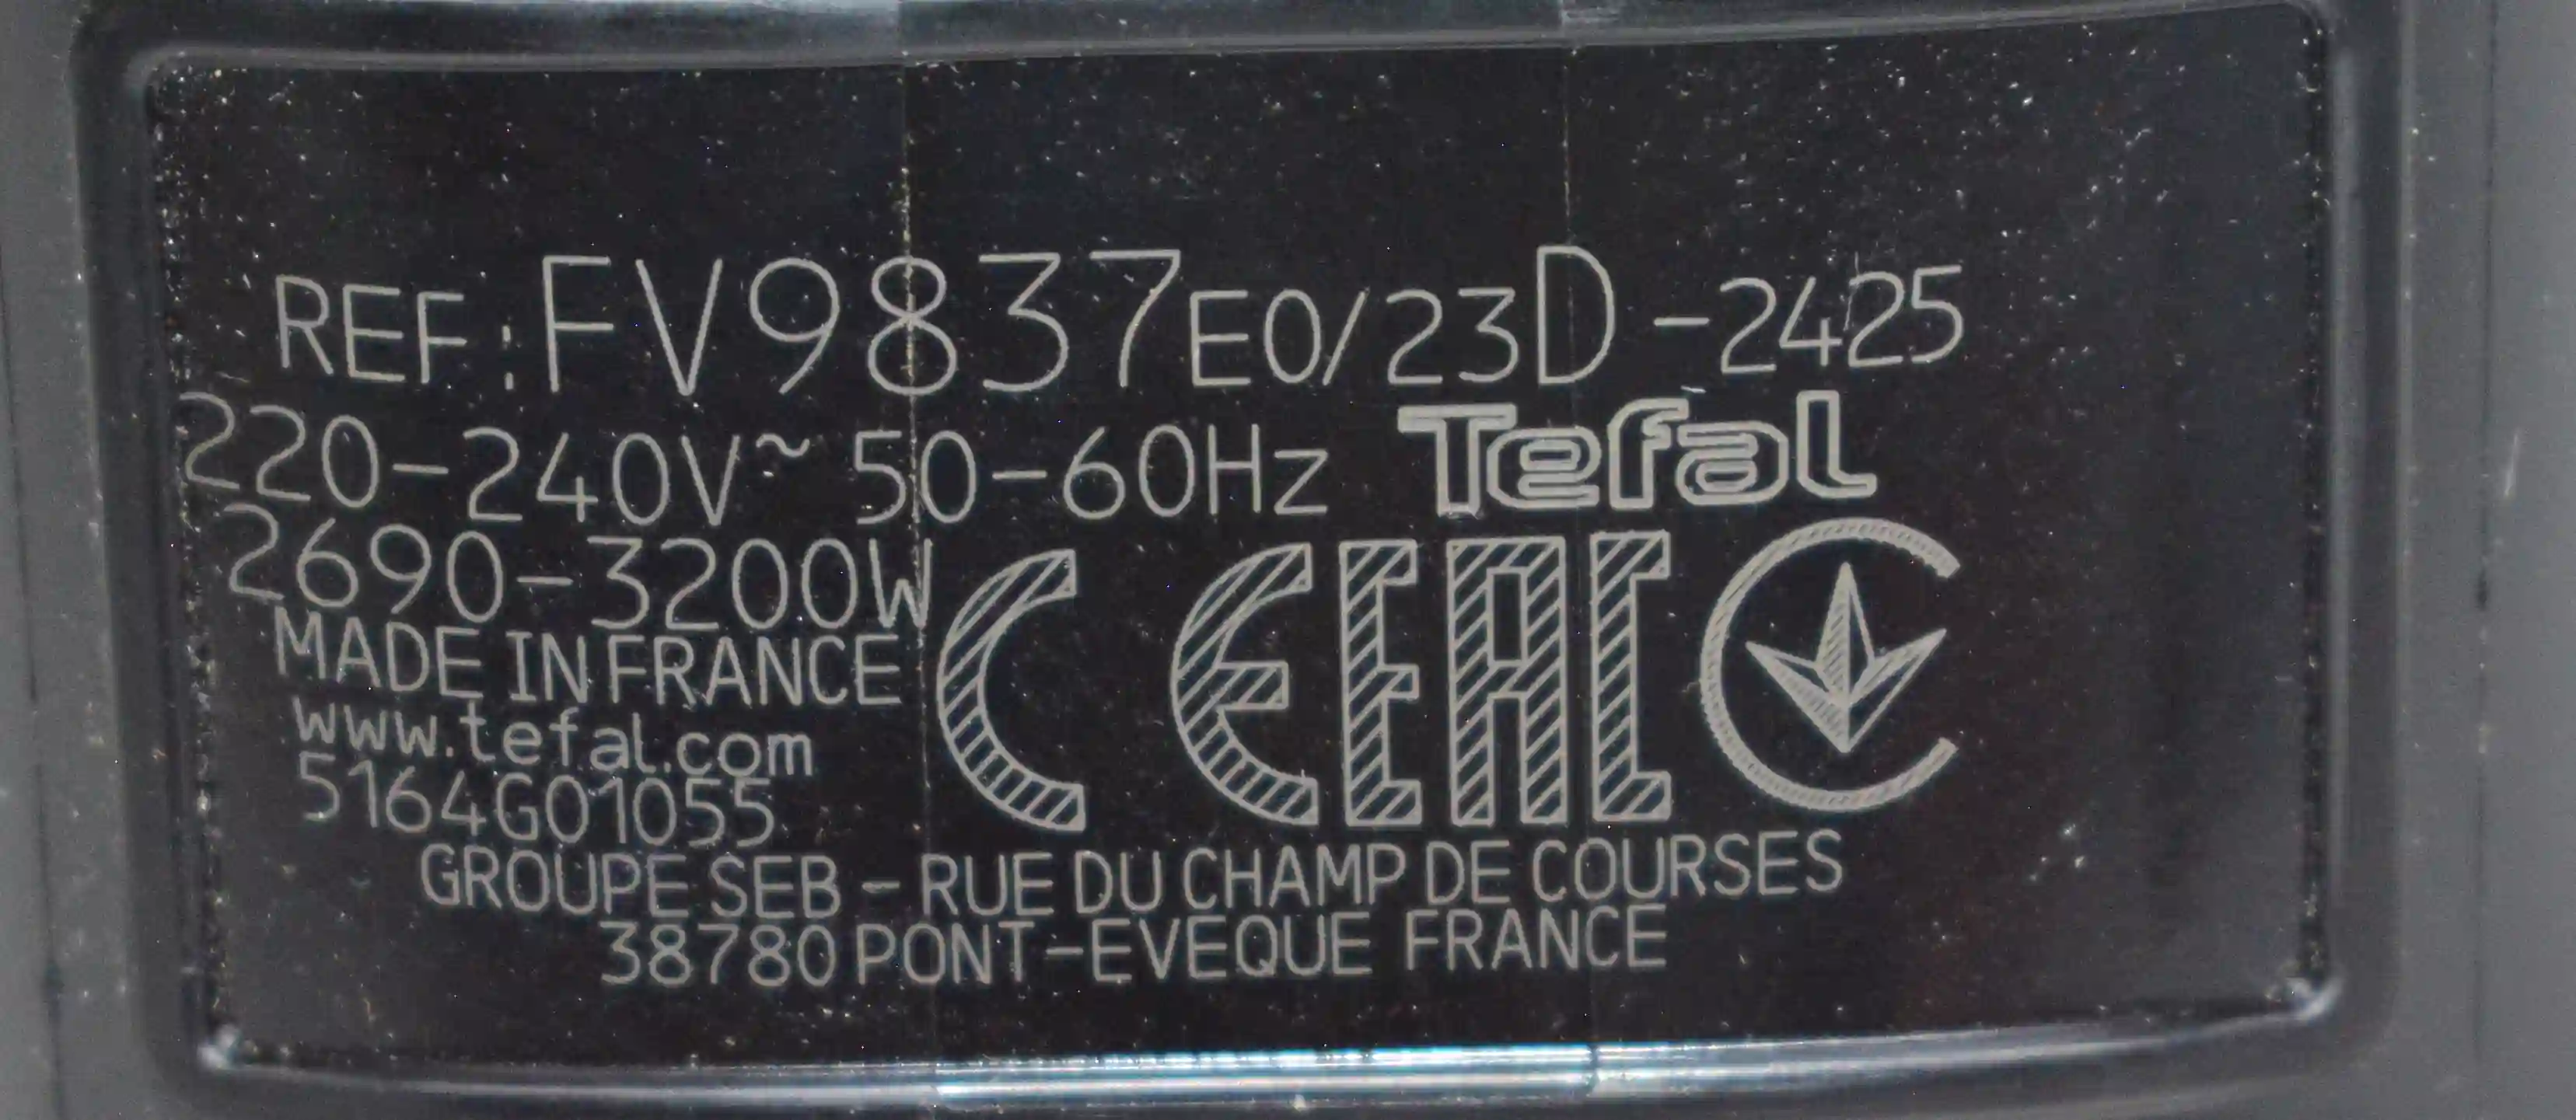 REF: FV9837E0/23D-2425
220-240V~ 50-60Hz Tefal
2690-3200W
CE EAC
MADE IN FRANCE
www.tefal.com
5164G01055
GROUPE SEB - RUE DU CHAMP DE COURSES
38780 PONT-EVEQUE FRANCE